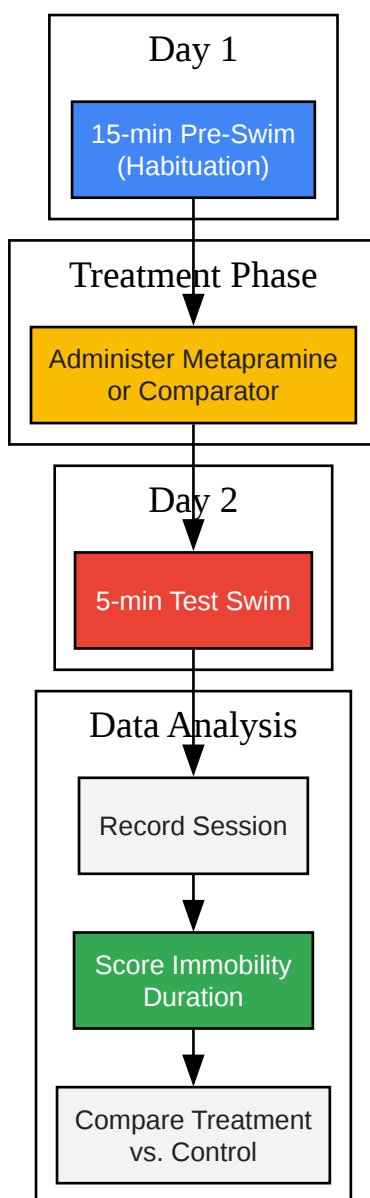 Day 1
15-min Pre-Swim
(Habituation)
Treatment Phase
Administer Metapramine
or Comparator
Day 2
5-min Test Swim
Data Analysis
Record Session
Score Immobility
Duration
Compare Treatment
vs. Control